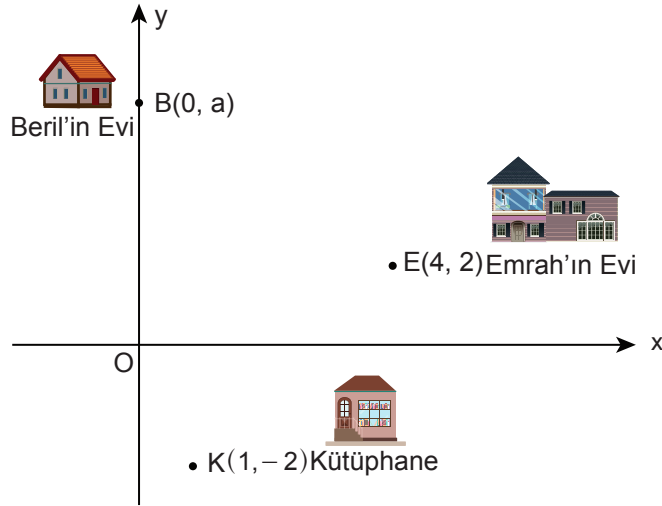 y
B(0, a)
Beril'in Evi
E(4, 2) Emrah'ın Evi
x
O
K(1, −2) Kütüphane